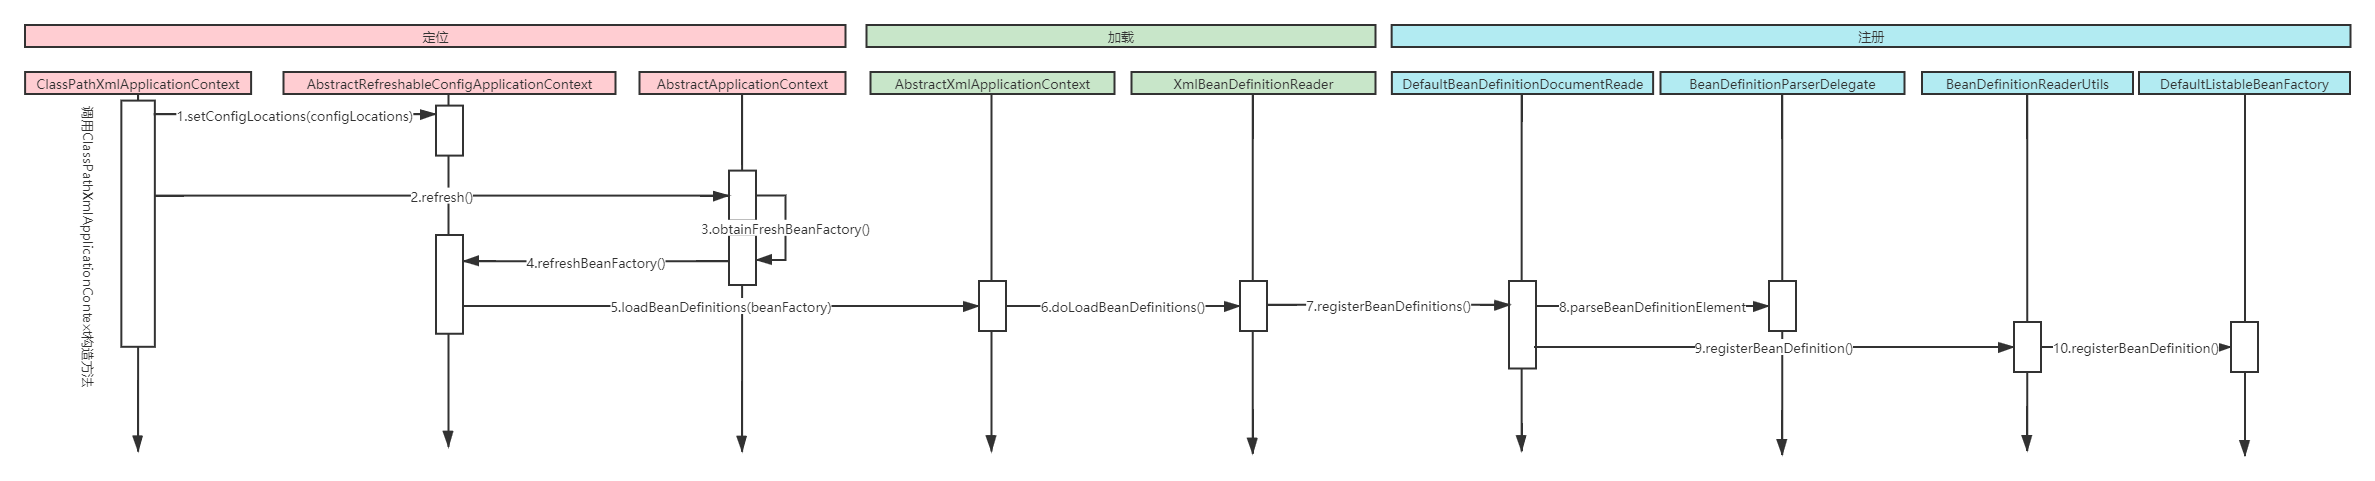 定位
加载
注册
ClassPathXmlApplicationContext
AbstractRefreshableConfigApplicationContext
AbstractApplicationContext
AbstractXmlApplicationContext
XmlBeanDefinitionReader
DefaultBeanDefinitionDocumentReade
BeanDefinitionParserDelegate
BeanDefinitionReaderUtils
DefaultListableBeanFactory
调用ClassPathXmlApplicationContext构造方法
1.setConfigLocations(configLocations)
2.refresh()
3.obtainFreshBeanFactory()
4.refreshBeanFactory()
5.loadBeanDefinitions(beanFactory)
6.doLoadBeanDefinitions()
7.registerBeanDefinitions()
8.parseBeanDefinitionElement
9.registerBeanDefinition()
10.registerBeanDefinition()